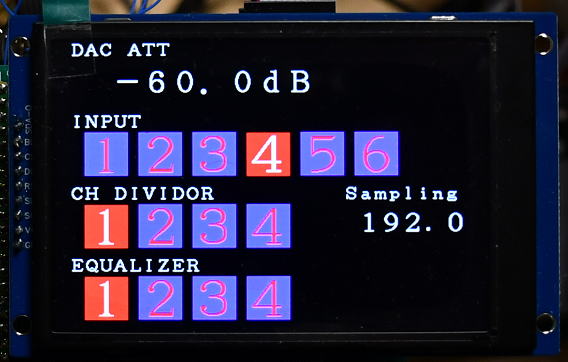 DAC ATT
-60.0dB
INPUT
1 2 3 4 5 6
CH DIVIDOR
Sampling
1 2 3 4
192.0
EQUALIZER
1 2 3 4